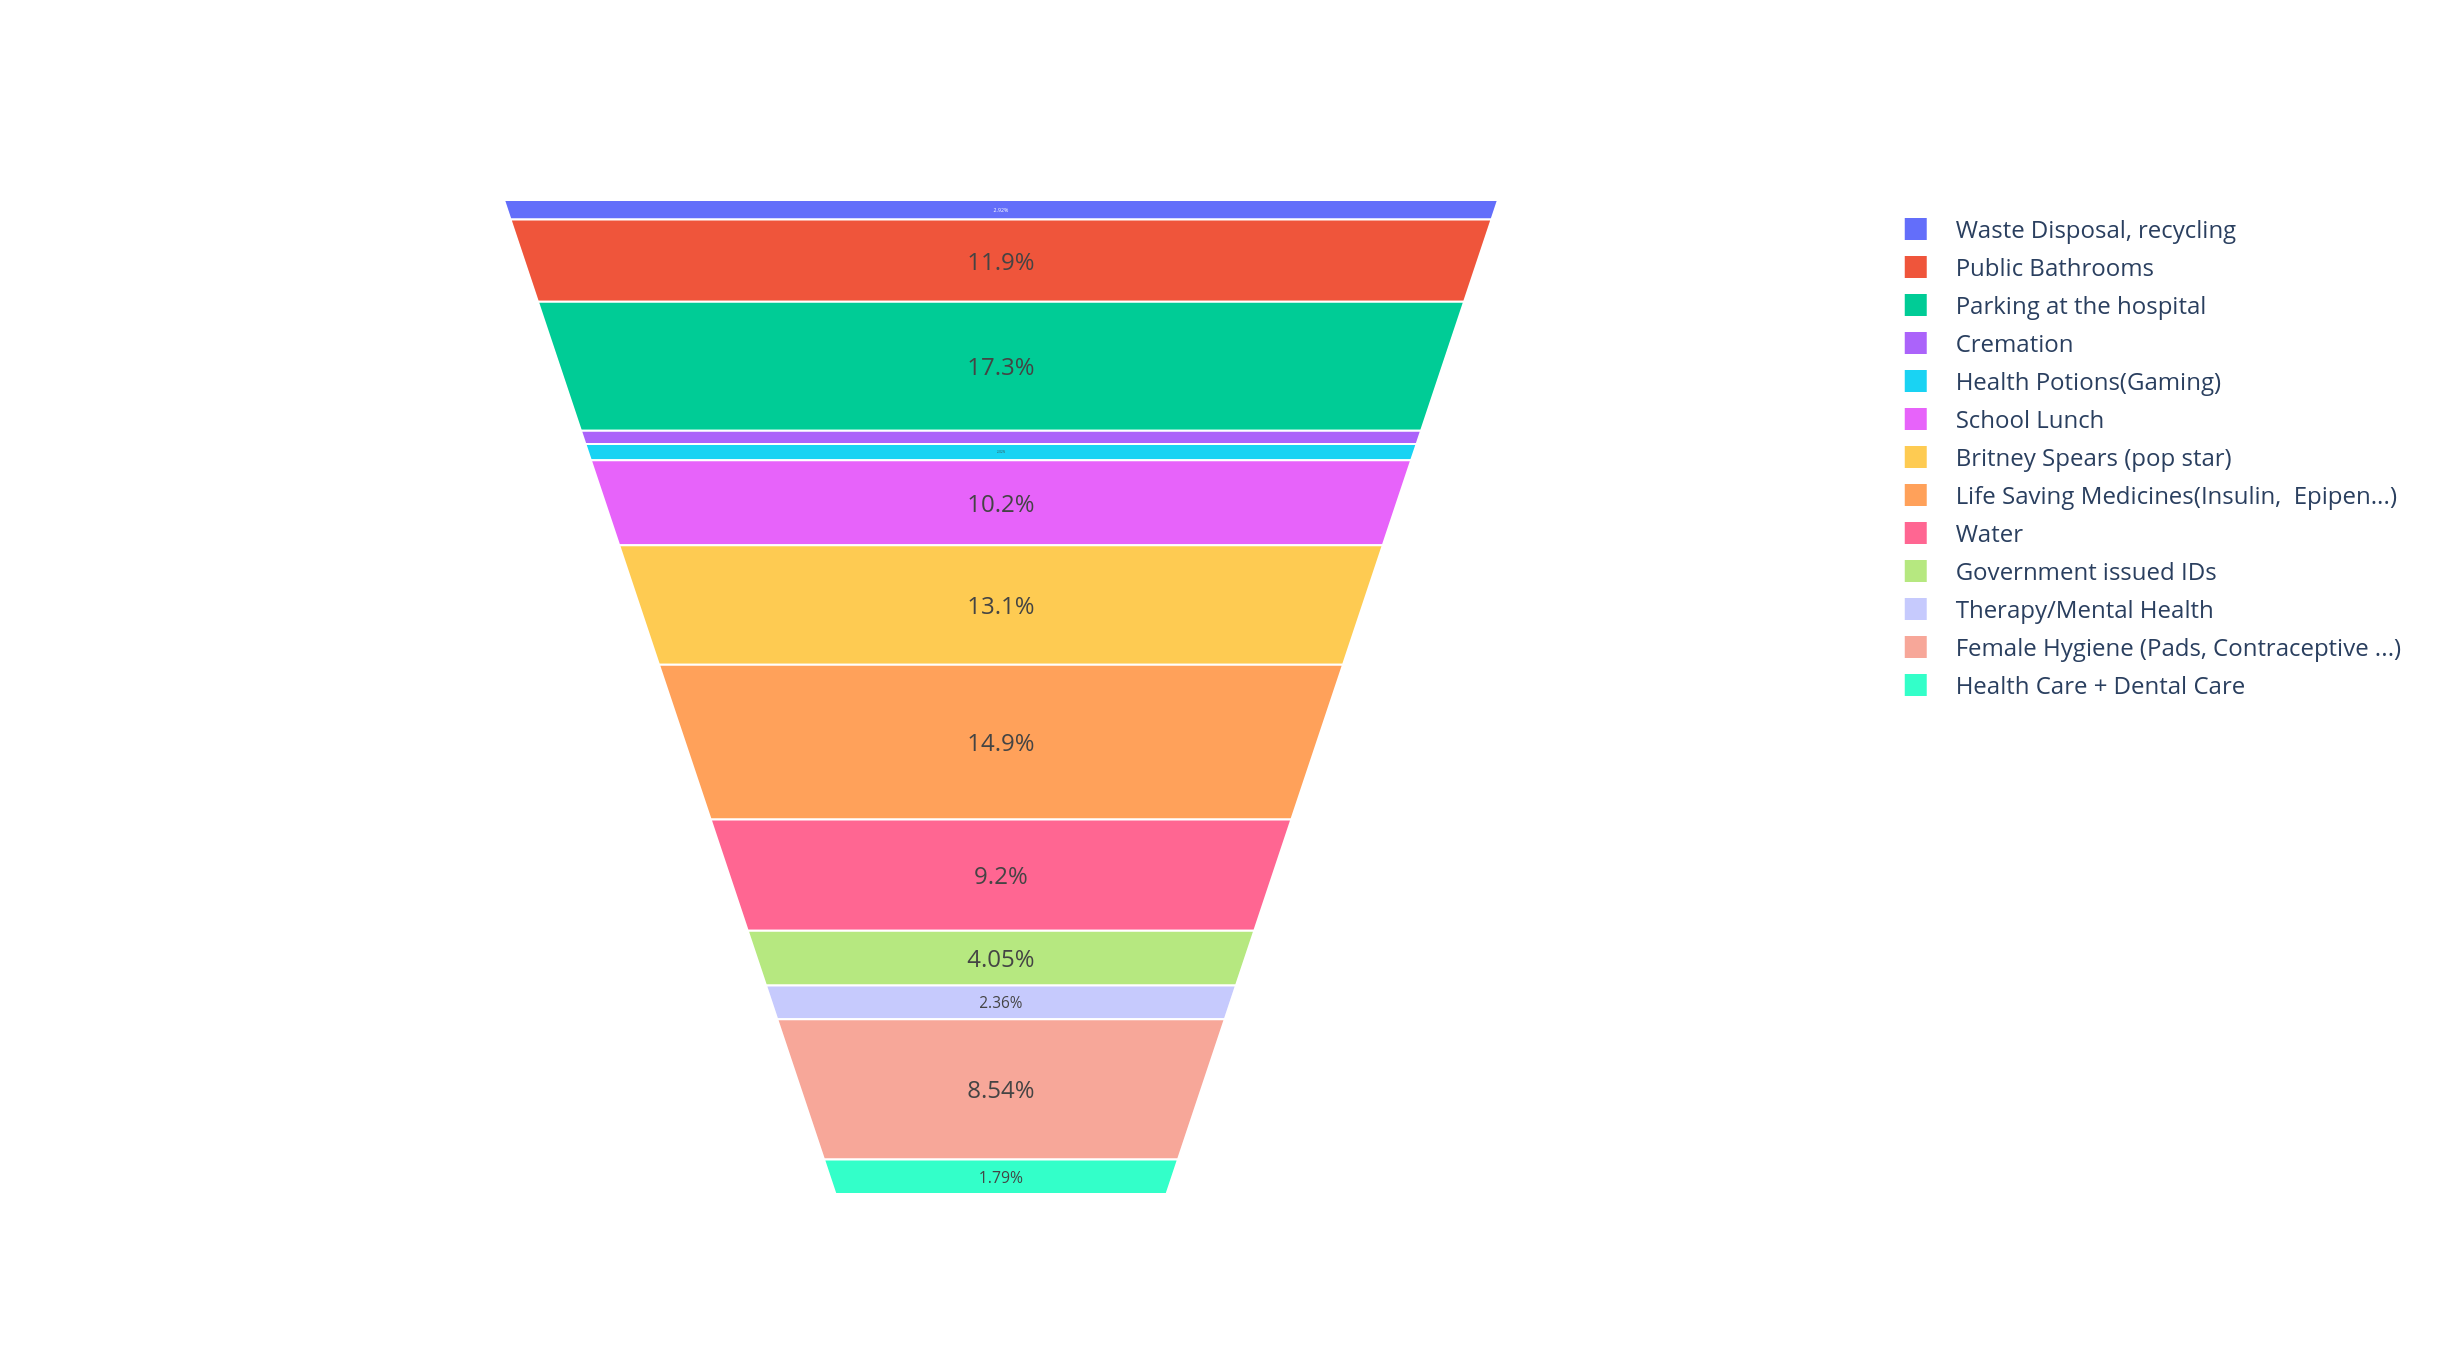 2.92%
11.9%
17.3%
10.2%
13.1%
14.9%
9.2%
4.05%
2.36%
8.54%
1.79%
Waste Disposal, recycling
Public Bathrooms
Parking at the hospital
Cremation
Health Potions(Gaming)
School Lunch
Britney Spears (pop star)
Life Saving Medicines(Insulin,  Epipen...)
Water
Government issued IDs
Therapy/Mental Health
Female Hygiene (Pads, Contraceptive ...)
Health Care + Dental Care